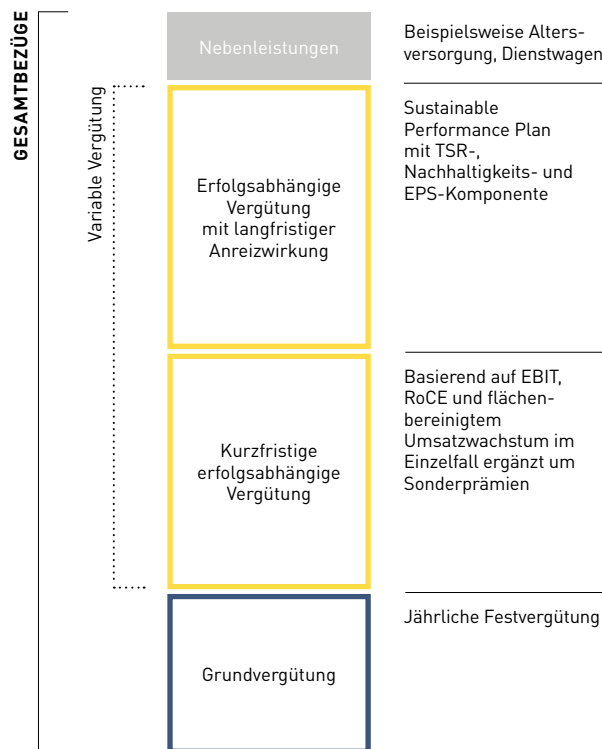 GESAMTBEZÜGE
Variable Vergütung
Nebenleistungen
Beispielsweise Alters-
versorgung, Dienstwagen
Erfolgsabhängige
Vergütung
mit langfristiger
Anreizwirkung
Sustainable
Performance Plan
mit TSR-,
Nachhaltigkeits- und
EPS-Komponente
Kurzfristige
erfolgsabhängige
Vergütung
Basierend auf EBIT,
RoCE und flächen-
bereinigtem
Umsatzwachstum im
Einzelfall ergänzt um
Sonderprämien
Grundvergütung
Jährliche Festvergütung